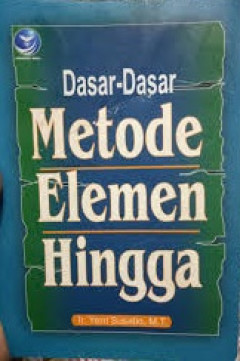 Dasar-Dasar
Metode
Elemen
Hingga
Ir. Yerri Susatio, M.T.